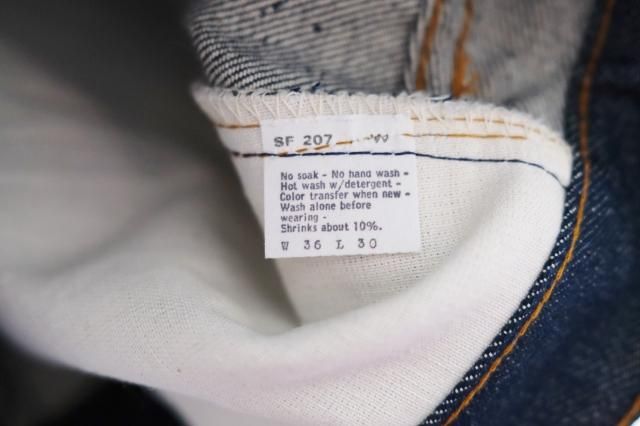 SF 207
No soak - No hand wash -
Hot wash w/detergent -
Color transfer when new -
Wash alone before
wearing -
Shrinks about 10%.
W 36 L 30